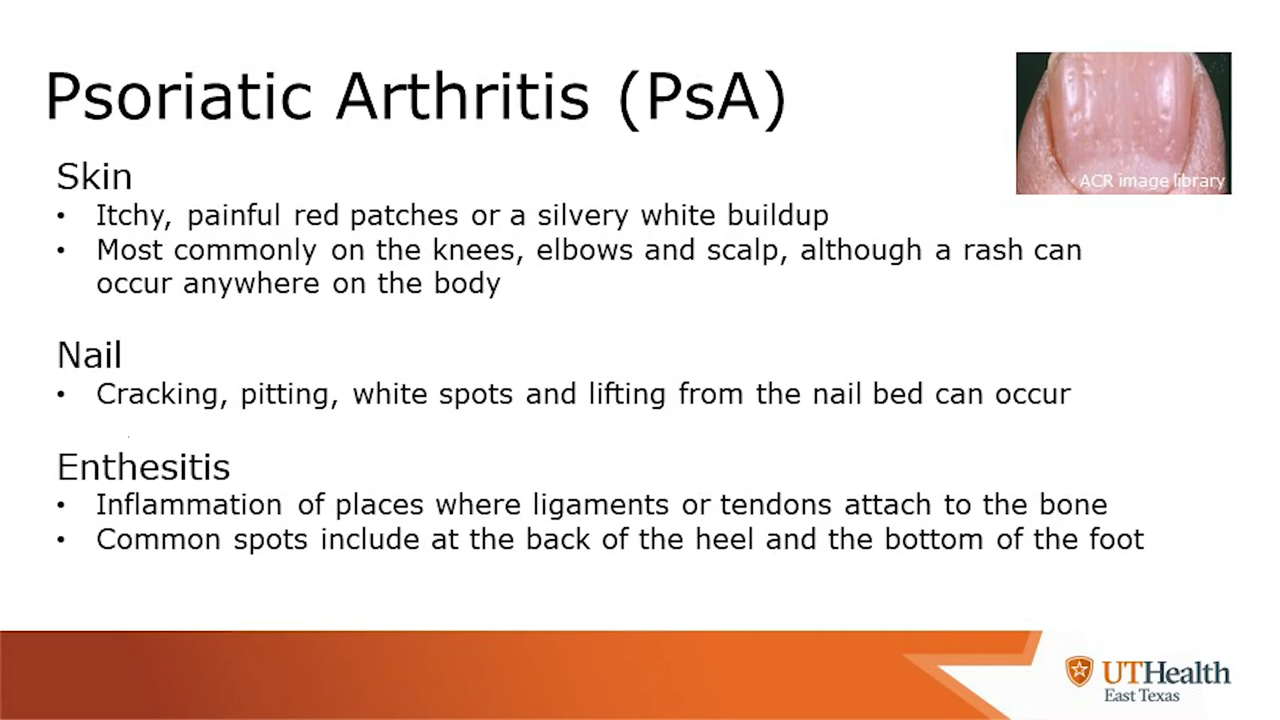 Psoriatic Arthritis (PsA)
ACR image library
Skin
• Itchy, painful red patches or a silvery white buildup
• Most commonly on the knees, elbows and scalp, although a rash can
occur anywhere on the body
Nail
• Cracking, pitting, white spots and lifting from the nail bed can occur
Enthesitis
• Inflammation of places where ligaments or tendons attach to the bone
• Common spots include at the back of the heel and the bottom of the foot
UTHealth
East Texas